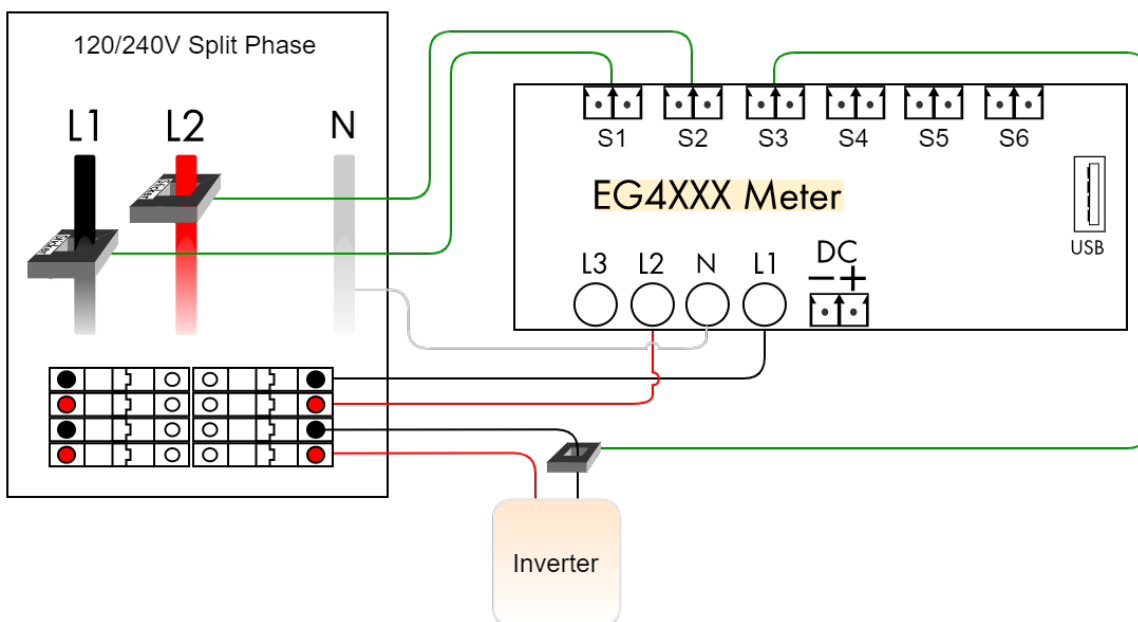 120/240V Split Phase
L1 L2 N
S1 S2 S3 S4 S5 S6
EG4XXX Meter
USB
L3 L2 N L1 DC
− +
Inverter